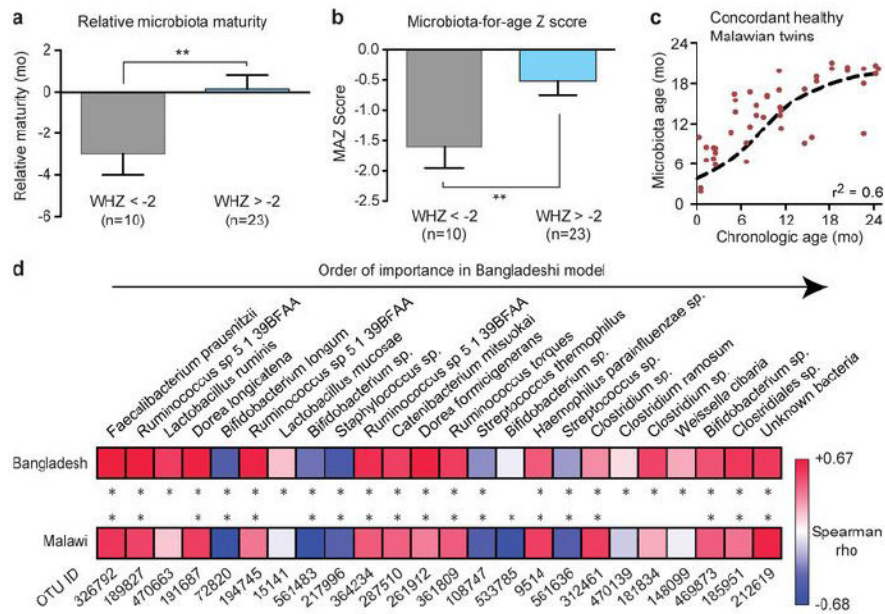 a
Relative microbiota maturity
**
Relative maturity (mo)
2
0
-2
-4
-6
WHZ < -2
(n=10)
WHZ > -2
(n=23)
b
Microbiota-for-age Z score
MAZ Score
0.0
-0.5
-1.0
-1.5
-2.0
-2.5
**
WHZ < -2
(n=10)
WHZ > -2
(n=23)
c
Concordant healthy
Malawian twins
Microbiota age (mo)
24
18
12
6
0
r² = 0.6
0 6 12 18 24
Chronologic age (mo)
d
Order of importance in Bangladeshi model
Faecalibacterium prausnitzii
Ruminococcus sp 5 1 39BFAA
Lactobacillus ruminis
Dorea longicatena
Bifidobacterium longum
Ruminococcus sp 5 1 39BFAA
Lactobacillus mucosae
Bifidobacterium sp.
Staphylococcus sp.
Ruminococcus sp 5 1 39BFAA
Catenibacterium mitsuokai
Dorea formicigenerans
Ruminococcus torques
Streptococcus thermophilus
Bifidobacterium sp.
Haemophilus parainfluenzae sp.
Streptococcus sp.
Clostridium sp.
Clostridium ramosum
Clostridium sp.
Weissella cibaria
Bifidobacterium sp.
Clostridiales sp.
Unknown bacteria
Bangladesh
* * * * * * * * * * * * * * * * * * * * * * *
* * * * * * * * * * * * * * * * * * *
Malawi
OTU ID
326792 189827 470663 191687 72820 194745 15141 561483 217996 364234 287510 261912 361809 108747 533785 9514 561636 312461 470139 181834 148099 469873 185951 212619
+0.67
Spearman
rho
-0.68